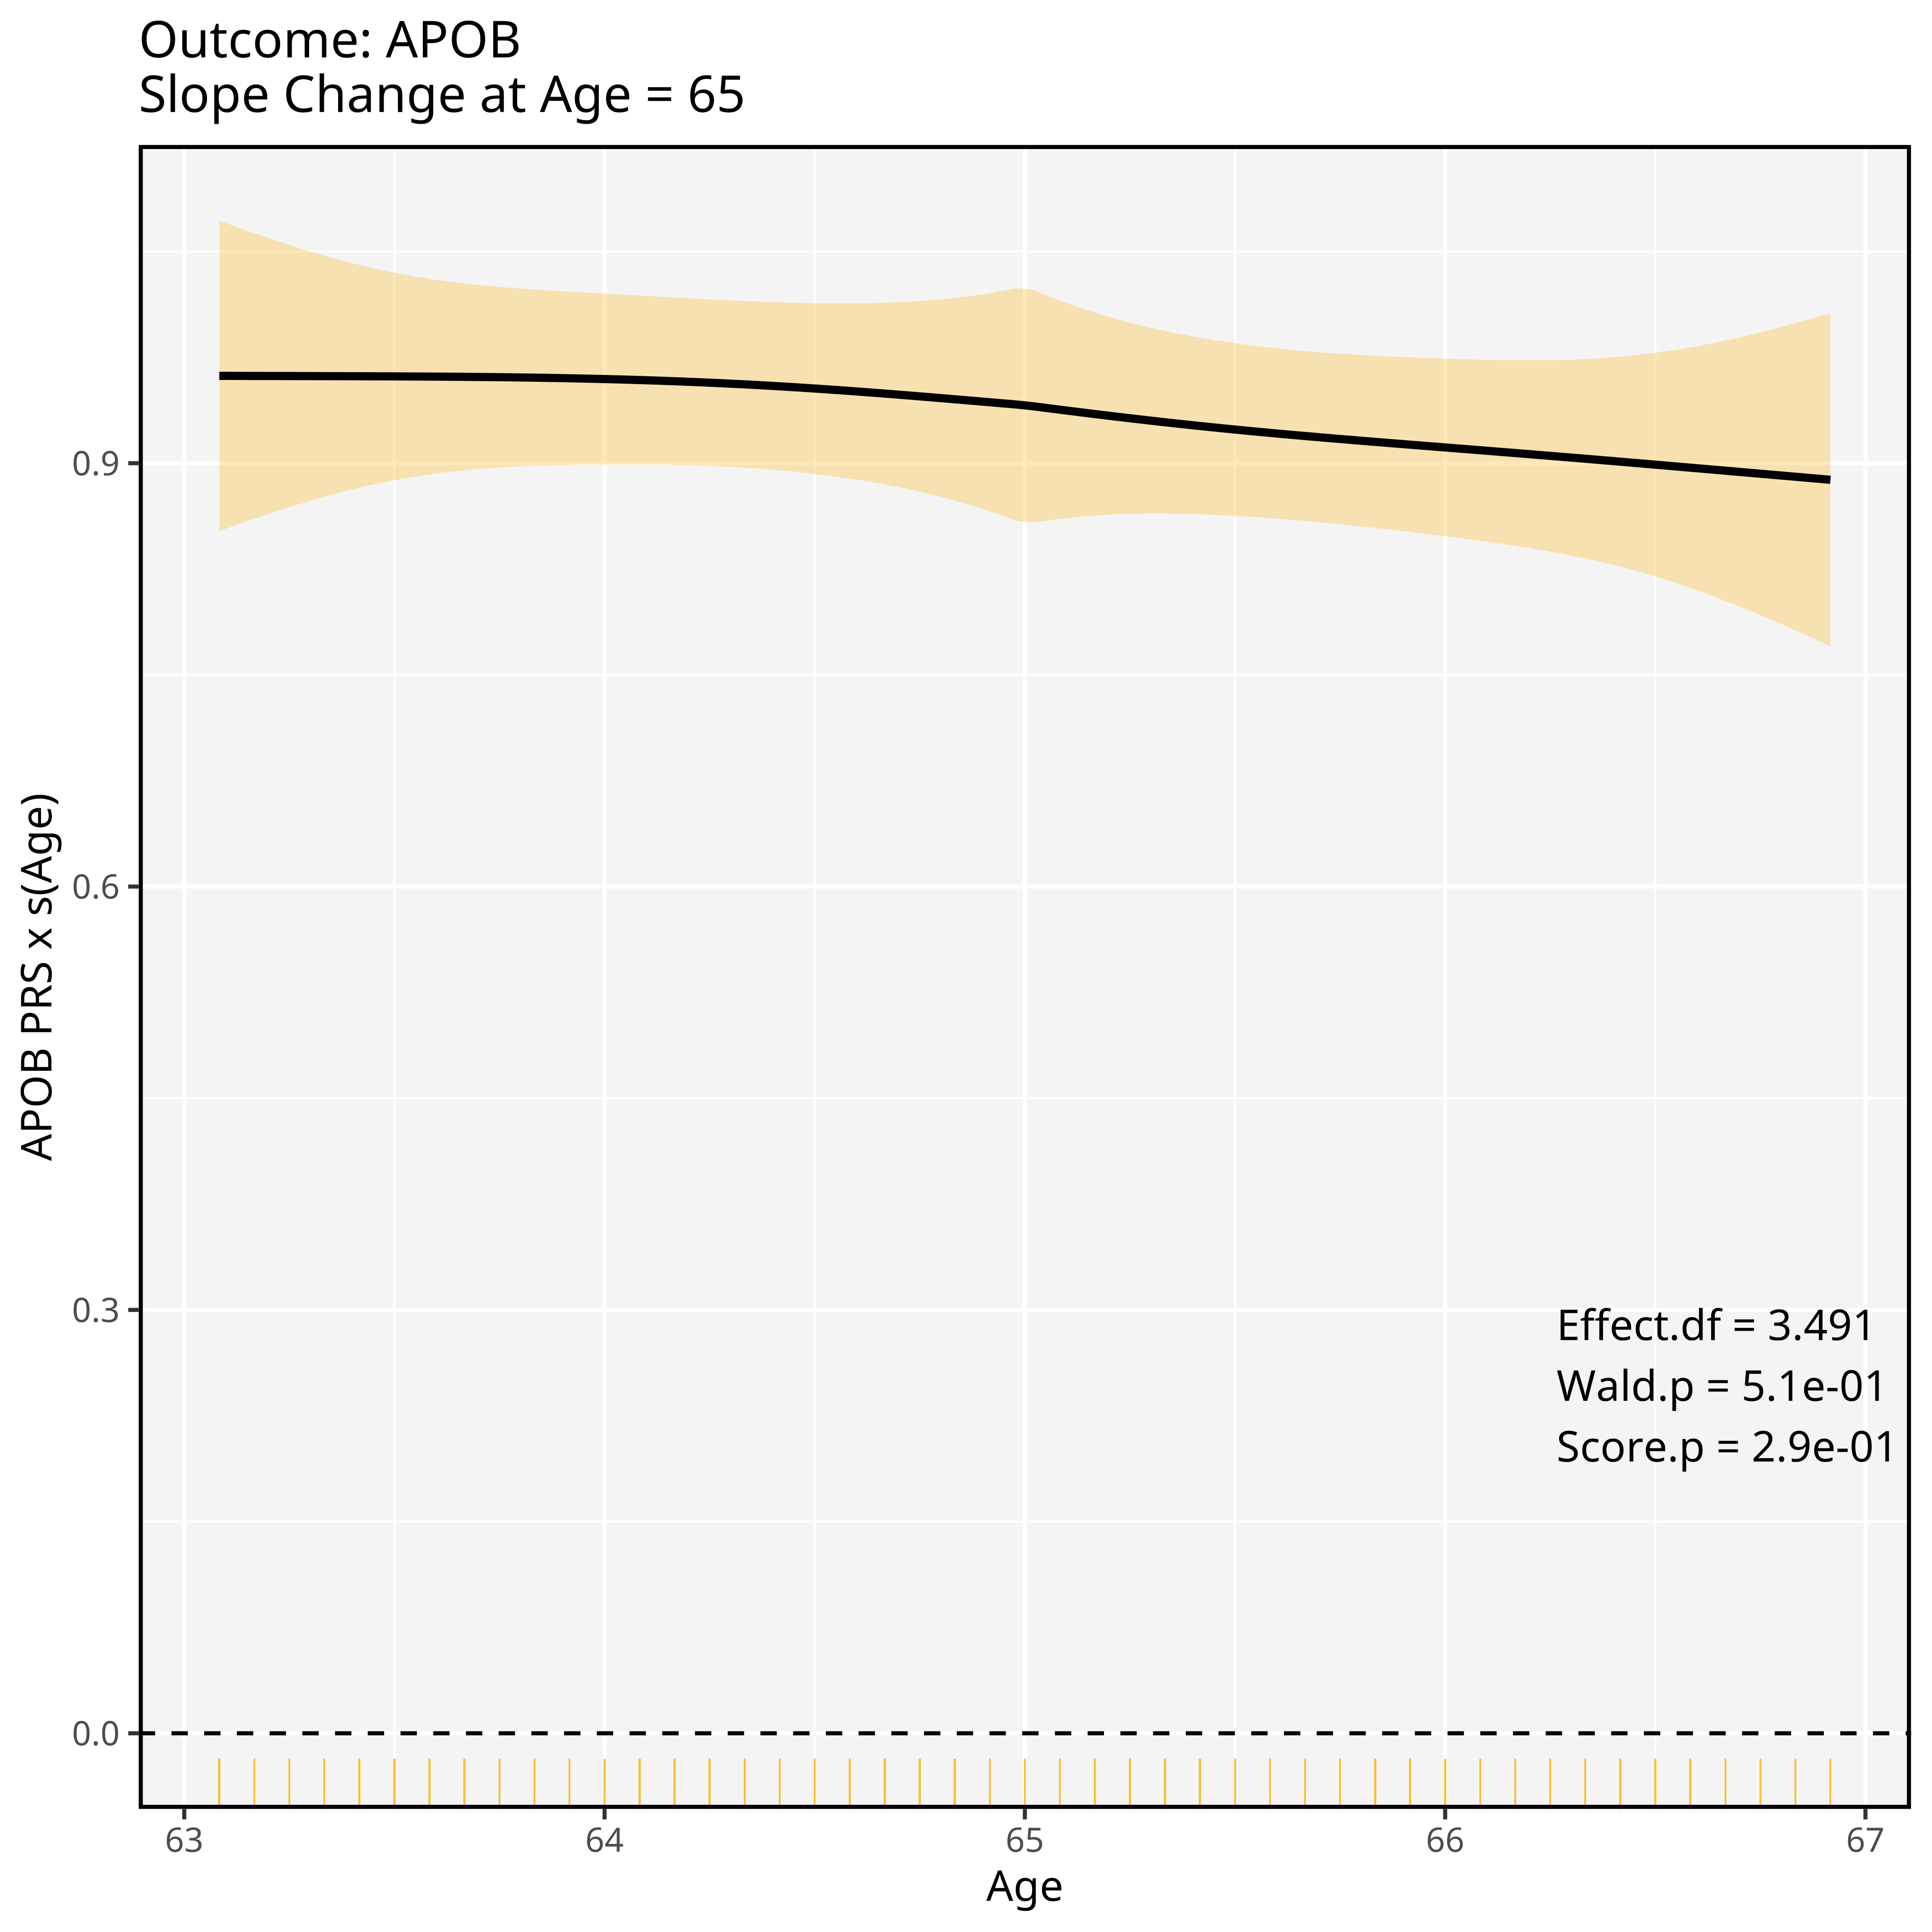 Outcome: APOB
Slope Change at Age = 65
APOB PRS x s(Age)
0.9
0.6
0.3
0.0
Effect.df = 3.491
Wald.p = 5.1e-01
Score.p = 2.9e-01
63 64 65 66 67
Age